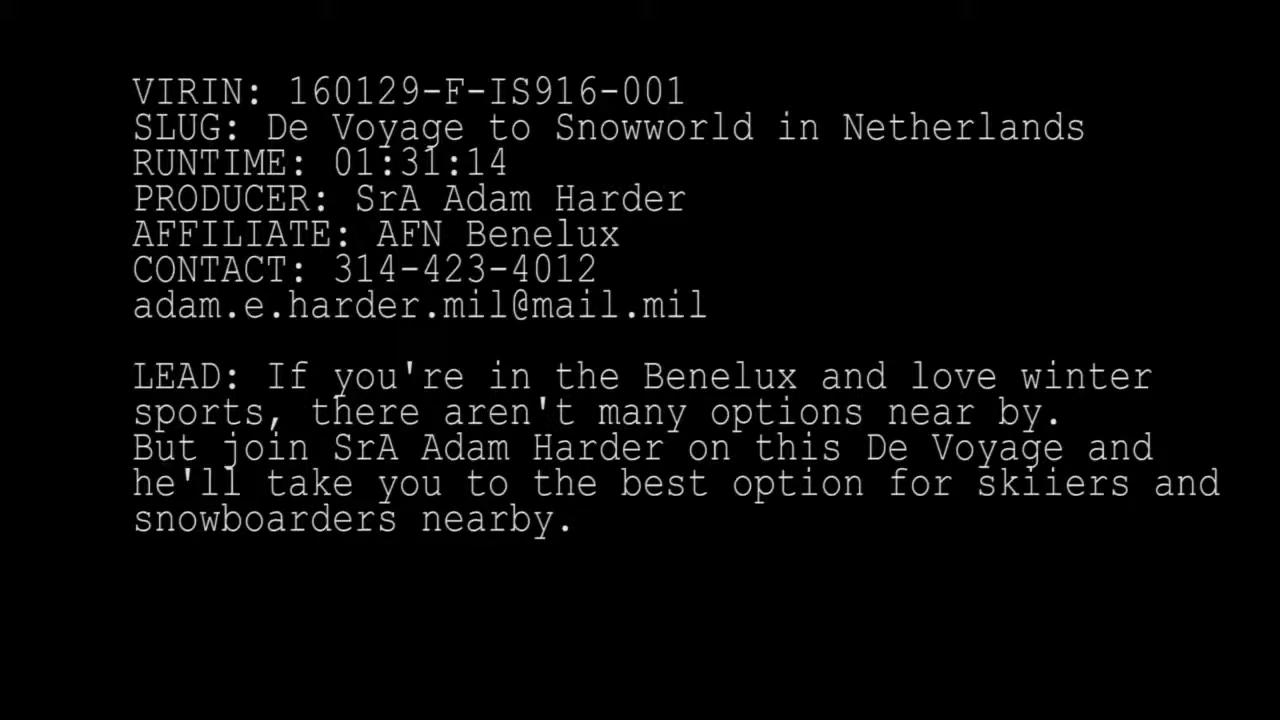 VIRIN: 160129-F-IS916-001
SLUG: De Voyage to Snowworld in Netherlands
RUNTIME: 01:31:14
PRODUCER: SrA Adam Harder
AFFILIATE: AFN Benelux
CONTACT: 314-423-4012
adam.e.harder.mil@mail.mil
LEAD: If you're in the Benelux and love winter
sports, there aren't many options near by.
But join SrA Adam Harder on this De Voyage and
he'll take you to the best option for skiiers and
snowboarders nearby.